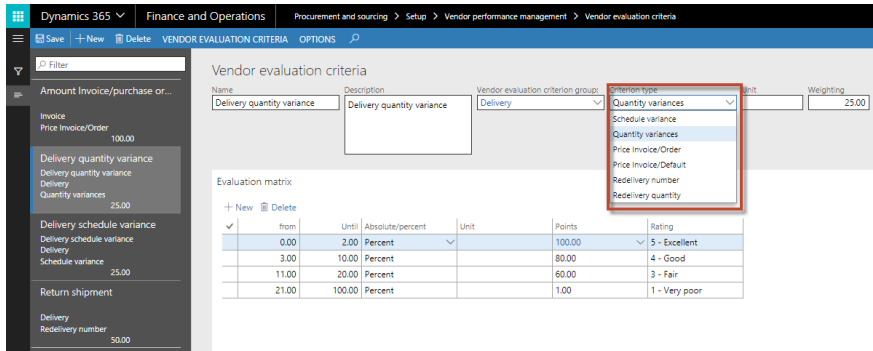 Dynamics 365
Finance and Operations
Procurement and sourcing > Setup > Vendor performance management > Vendor evaluation criteria
Save + New Delete VENDOR EVALUATION CRITERIA OPTIONS
Filter
Amount Invoice/purchase or...
Invoice
Price Invoice/Order
100.00
Delivery quantity variance
Delivery quantity variance
Delivery
Quantity variances
25.00
Delivery schedule variance
Delivery schedule variance
Delivery
Schedule variance
25.00
Return shipment
Delivery
Redelivery number
50.00
Vendor evaluation criteria
Name Description Vendor evaluation criterion group: Criterion type Unit Weighting
Delivery quantity variance Delivery quantity variance Delivery Quantity variances 25.00
Schedule variance
Quantity variances
Price Invoice/Order
Price Invoice/Default
Redelivery number
Redelivery quantity
Evaluation matrix
+ New Delete
from Until Absolute/percent Unit Points Rating
0.00 2.00 Percent 100.00 5 - Excellent
3.00 10.00 Percent 80.00 4 - Good
11.00 20.00 Percent 60.00 3 - Fair
21.00 100.00 Percent 1.00 1 - Very poor